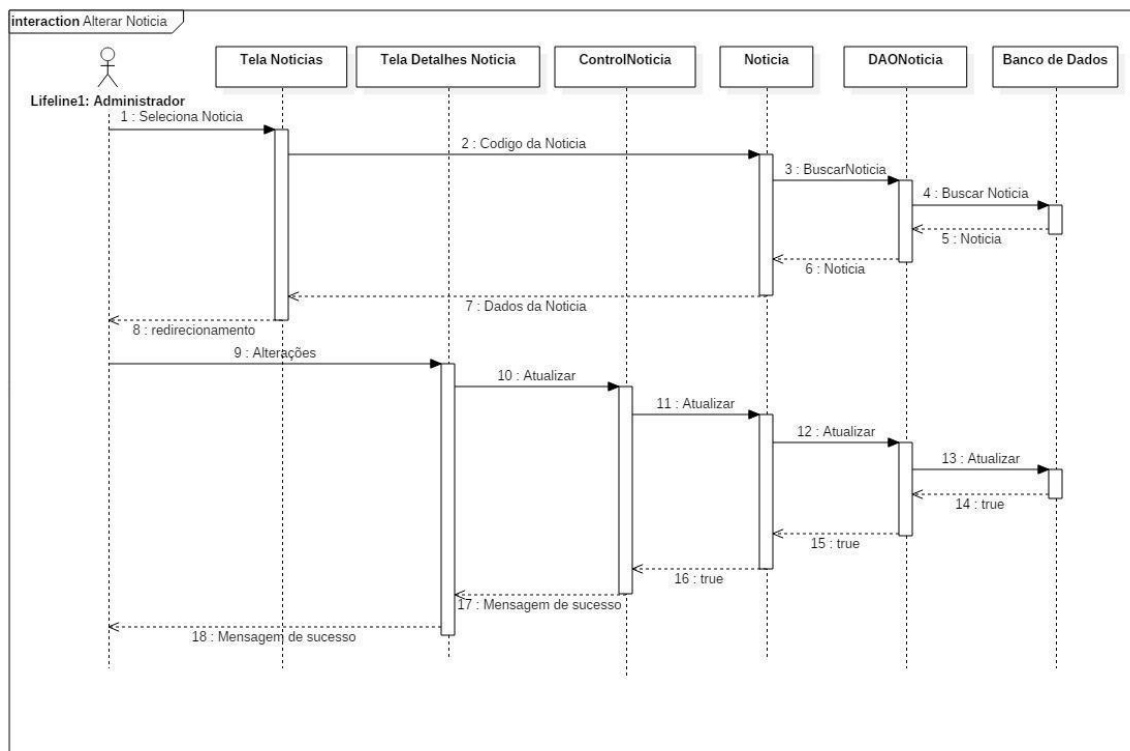 interaction Alterar Noticia
Tela Noticias
Tela Detalhes Noticia
ControlNoticia
Noticia
DAONoticia
Banco de Dados
Lifeline1: Administrador
1 : Seleciona Noticia
2 : Codigo da Noticia
3 : BuscarNoticia
4 : Buscar Noticia
5 : Noticia
6 : Noticia
7 : Dados da Noticia
8 : redirecionamento
9 : Alterações
10 : Atualizar
11 : Atualizar
12 : Atualizar
13 : Atualizar
14 : true
15 : true
16 : true
17 : Mensagem de sucesso
18 : Mensagem de sucesso